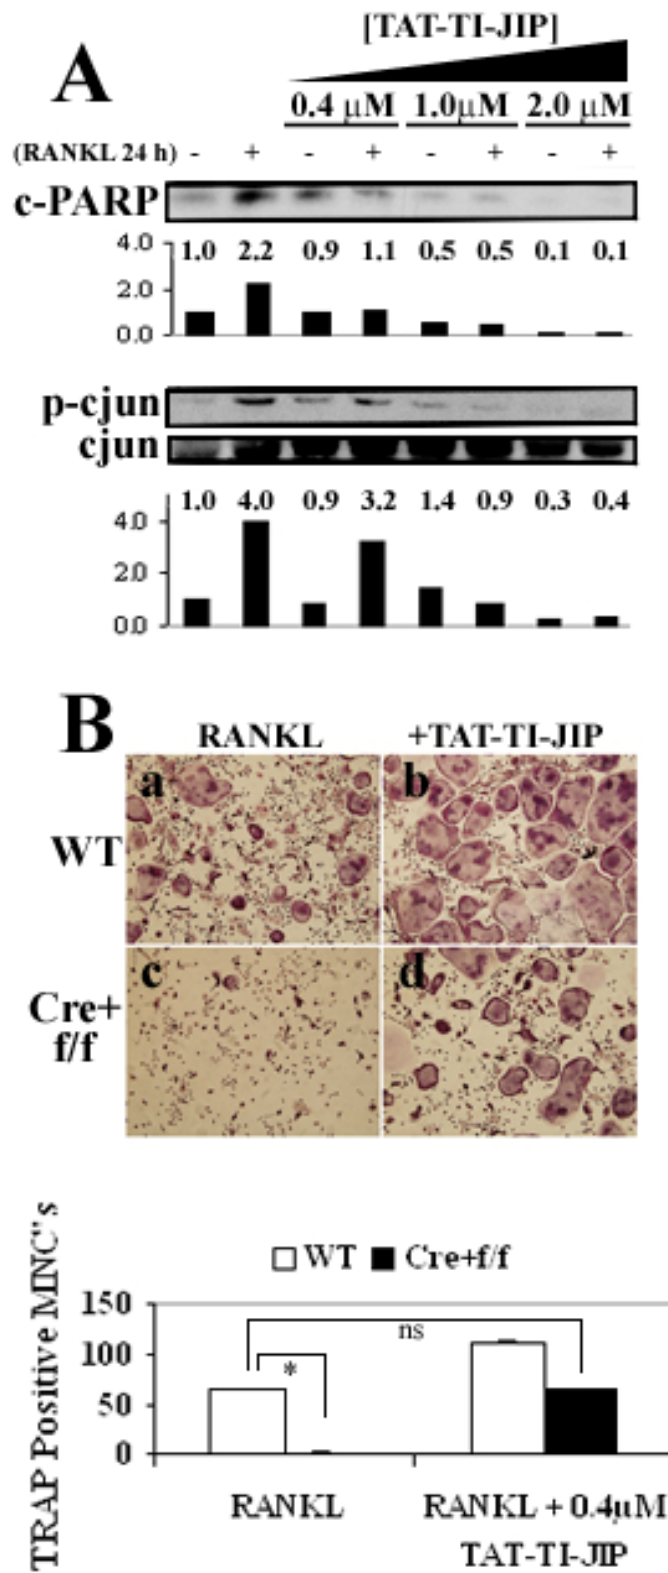 A
[TAT-TI-JIP]
0.4 μM 1.0μM 2.0 μM
(RANKL 24 h) - + - + - + - +
c-PARP
4.0 1.0 2.2 0.9 1.1 0.5 0.5 0.1 0.1
2.0
0.0
p-cjun
cjun
1.0 4.0 0.9 3.2 1.4 0.9 0.3 0.4
4.0
2.0
0.0
B
RANKL +TAT-TI-JIP
a b
WT
c d
Cre+
f/f
TRAP Positive MNC"s
WT Cre+f/f
150
ns
100
*
50
0
RANKL RANKL + 0.4μM
TAT-TI-JIP